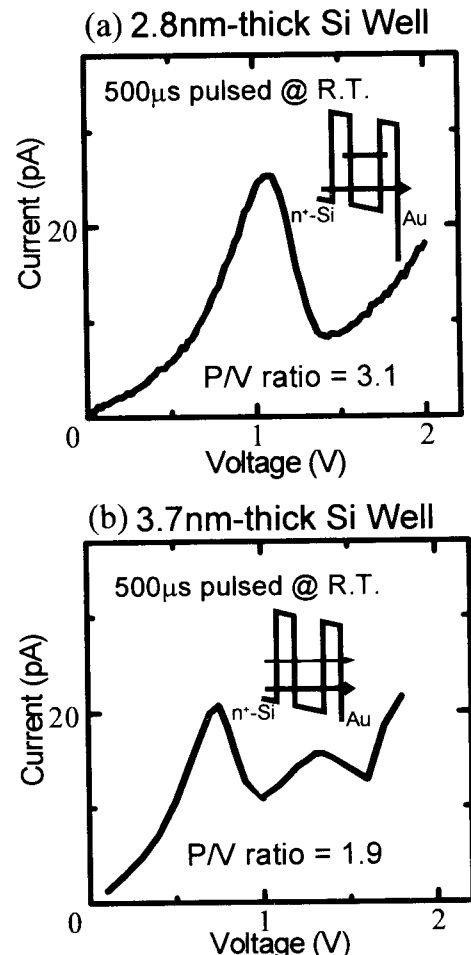 (a) 2.8nm-thick Si Well
500μs pulsed @ R.T.
n⁺-Si
Au
Current (pA)
20
P/V ratio = 3.1
0
1
2
Voltage (V)
(b) 3.7nm-thick Si Well
500μs pulsed @ R.T.
n⁺-Si
Au
Current (pA)
20
P/V ratio = 1.9
0
1
2
Voltage (V)